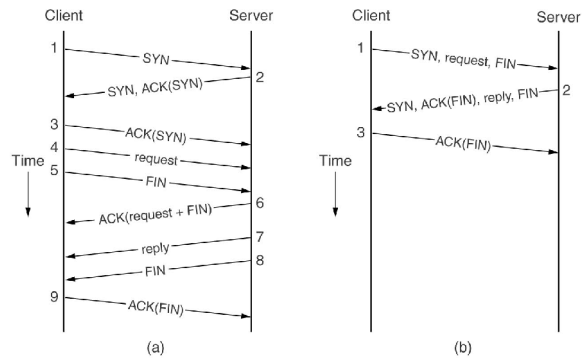 Client Server
1 SYN
2 SYN, ACK(SYN)
3 ACK(SYN)
4 request
Time
5 FIN
6 ACK(request + FIN)
7 reply
8 FIN
9 ACK(FIN)
(a)
Client Server
1 SYN, request, FIN
2 SYN, ACK(FIN), reply, FIN
3 ACK(FIN)
Time
(b)